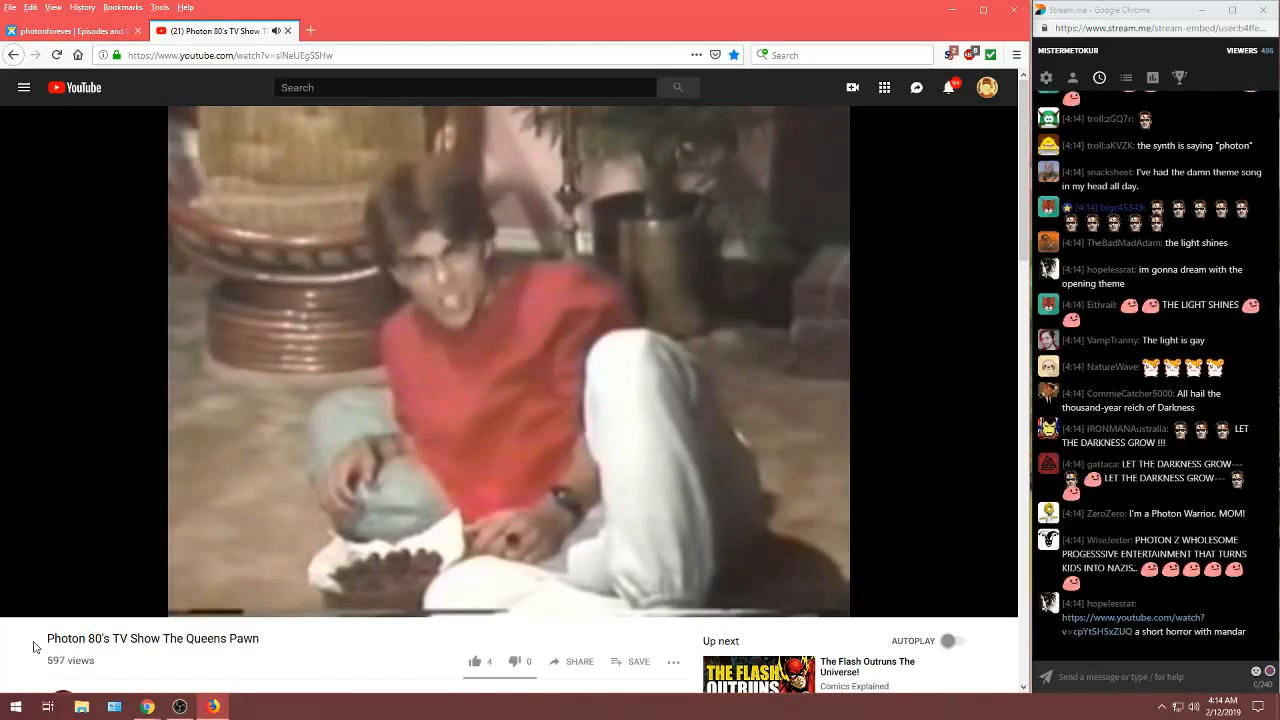 File Edit View History Bookmarks Tools Help
photonforever | Episodes and
(21) Photon 80's TV Show T
https://www.youtube.com/watch?v=siNeUEgSSHw
Search
2
8
YouTube
Search
9+
Photon 80's TV Show The Queens Pawn
597 views
4
0
SHARE
SAVE
Up next
AUTOPLAY
THE FLASH
OUTRUNS
The Flash Outruns The
Universe!
Comics Explained
Stream.me - Google Chrome
https://www.stream.me/stream-embed/user:b4ffe...
MISTERMETOKUR
VIEWERS 486
[4:14] troll:zGQ7r:
[4:14] troll:aKVZK: the synth is saying "photon"
[4:14] snacksheet: I've had the damn theme song
in my head all day.
[4:14] bige45349:
[4:14] TheBadMadAdam: the light shines
[4:14] hopelessrat: im gonna dream with the
opening theme
[4:14] Eithrail: THE LIGHT SHINES
[4:14] VampTranny: The light is gay
[4:14] NatureWave:
[4:14] CommieCatcher5000: All hail the
thousand-year reich of Darkness
[4:14] iRONMANAustralia: LET
THE DARKNESS GROW !!!
[4:14] gattaca: LET THE DARKNESS GROW---
LET THE DARKNESS GROW---
[4:14] ZeroZero: I'm a Photon Warrior, MOM!
[4:14] WiseJester: PHOTON Z WHOLESOME
PROGESSSIVE ENTERTAINMENT THAT TURNS
KIDS INTO NAZIS..
[4:14] hopelessrat:
https://www.youtube.com/watch?
v=cpYtSH5xZUQ a short horror with mandar
Send a message or type / for help
0/240
4:14 AM
2/12/2019